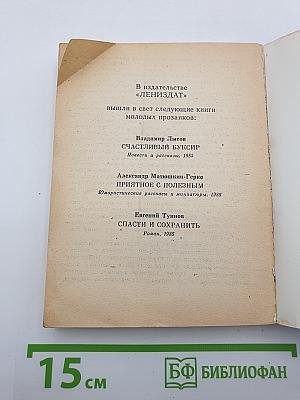 В издательстве
«ЛЕНИЗДАТ»
вышли в свет следующие книги
молодых прозаиков:
Владимир Лысов
СЧАСТЛИВЫЙ БУКСИР
Повести и рассказы, 1985
Александр Матюшкин-Герке
ПРИЯТНОЕ С ПОЛЕЗНЫМ
Юмористические рассказы и миниатюры, 1986
Евгений Туинов
СПАСТИ И СОХРАНИТЬ
Роман, 1986
15 см
БФ БИБЛИОФАН